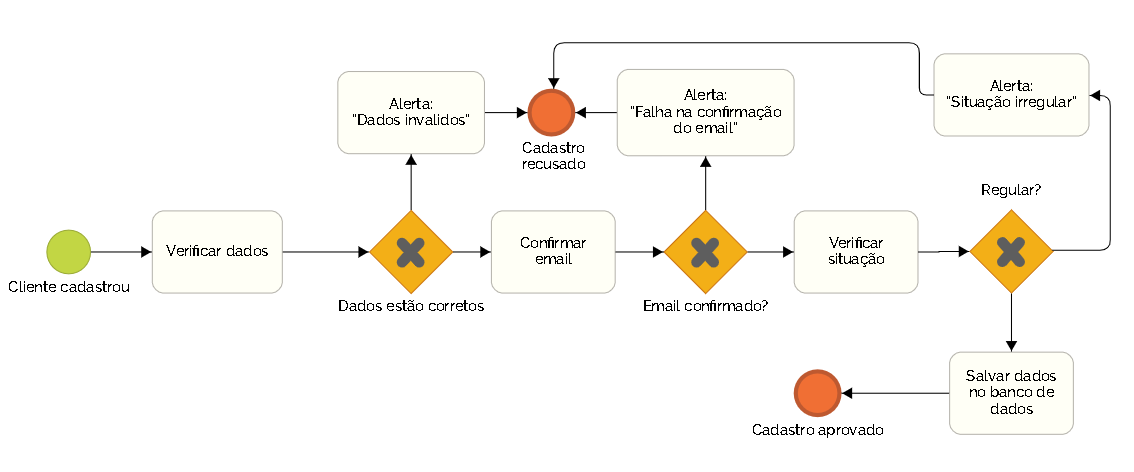 Alerta:
"Dados invalidos"
Cadastro
recusado
Alerta:
"Falha na confirmação
do email"
Alerta:
"Situação irregular"
Regular?
Cliente cadastrou
Verificar dados
Dados estão corretos
Confirmar
email
Email confirmado?
Verificar
situação
Salvar dados
no banco de
dados
Cadastro aprovado